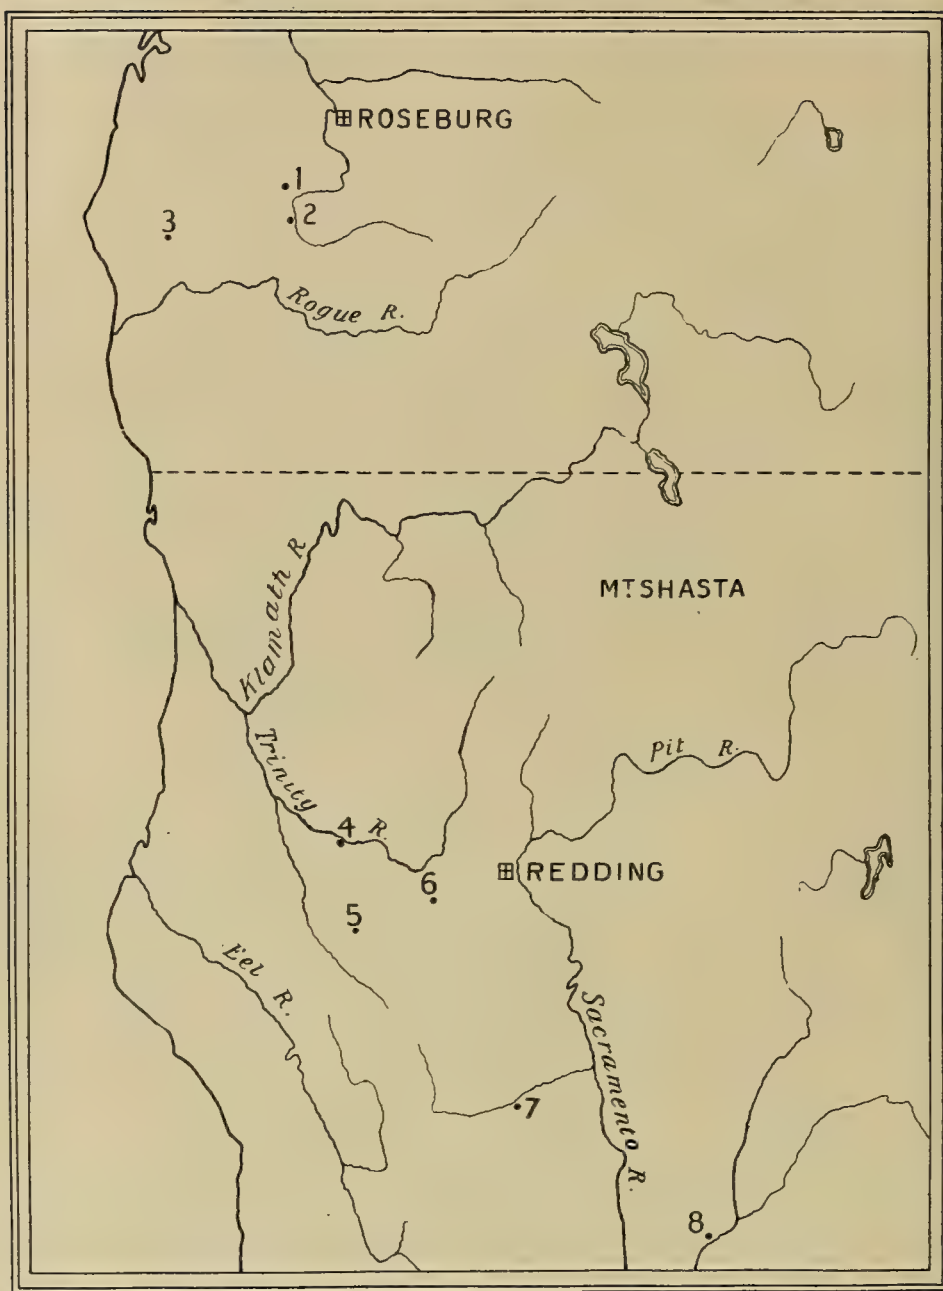 ROSEBURG
1
2
3
Rogue R.
Klamath R
MT SHASTA
Trinity R.
Pit R.
4
6
REDDING
5
Eel R.
Sacramento R.
7
8